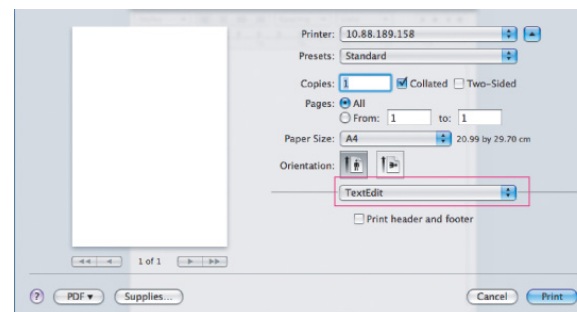 Printer: 10.88.189.158
Presets: Standard
Copies: 1 Collated Two-Sided
Pages: All
From: 1 to: 1
Paper Size: A4 20.99 by 29.70 cm
Orientation:
TextEdit
Print header and footer
1 of 1
? PDF Supplies... Cancel Print